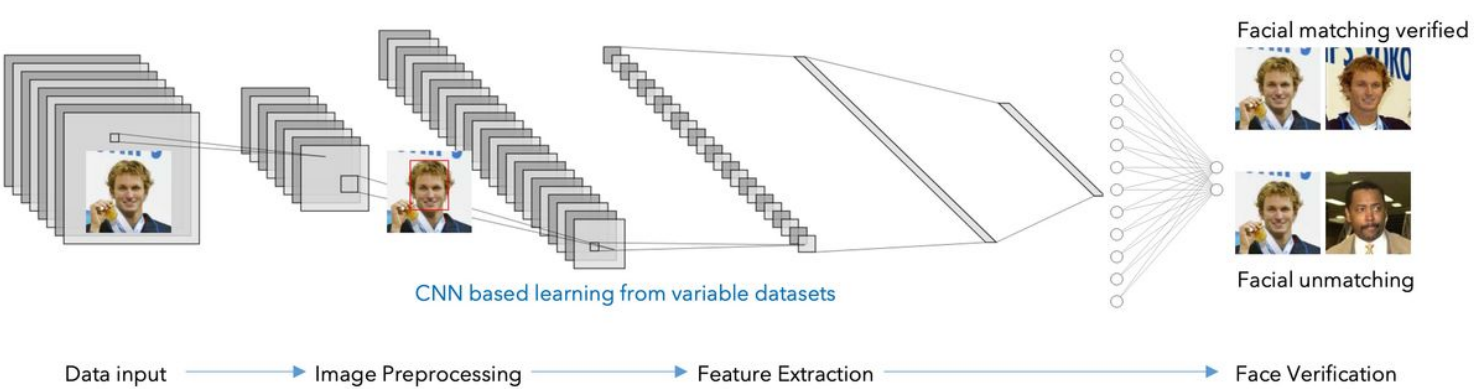 Facial matching verified
CNN based learning from variable datasets
Facial unmatching
Data input
Image Preprocessing
Feature Extraction
Face Verification